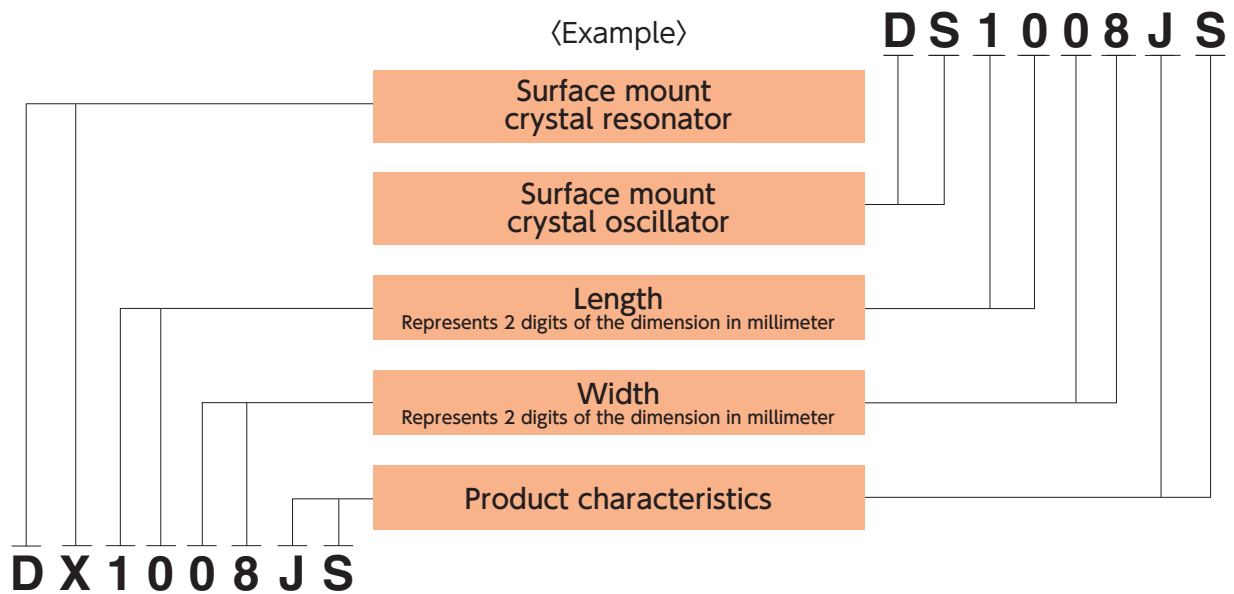 〈Example〉
D S 1 0 0 8 J S
Surface mount
crystal resonator
Surface mount
crystal oscillator
Length
Represents 2 digits of the dimension in millimeter
Width
Represents 2 digits of the dimension in millimeter
Product characteristics
D X 1 0 0 8 J S